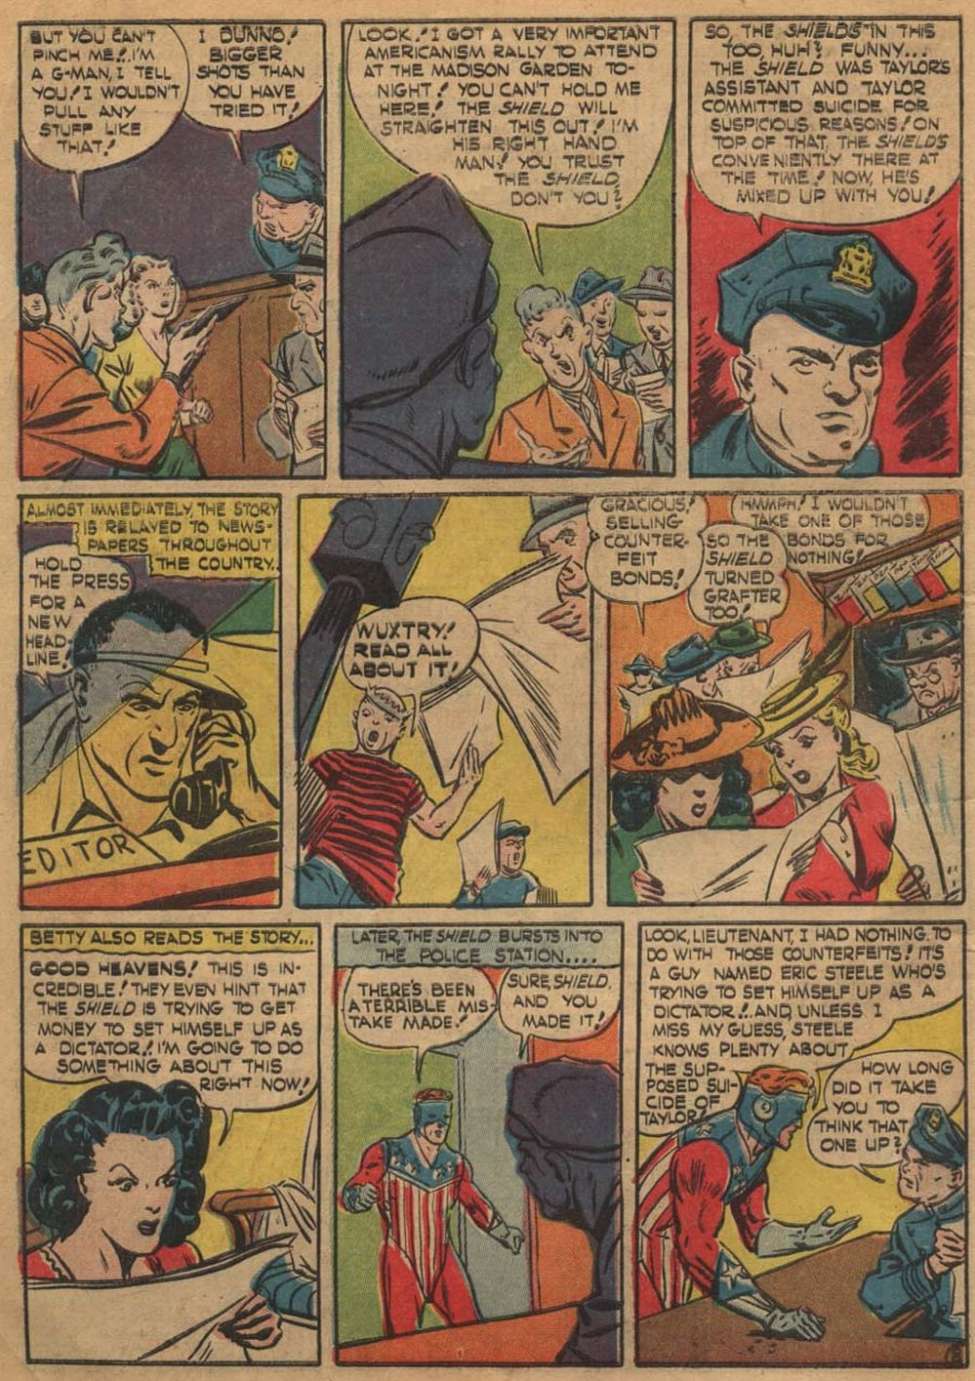 BUT YOU CAN'T
PINCH ME! I'M
A G-MAN, I TELL
YOU! I WOULDN'T
PULL ANY
STUFF LIKE
THAT!
I DUNNO!
BIGGER
SHOTS THAN
YOU HAVE
TRIED IT!
LOOK! I GOT A VERY IMPORTANT
AMERICANISM RALLY TO ATTEND
AT THE MADISON GARDEN TO-
NIGHT! YOU CAN'T HOLD ME
HERE! THE SHIELD WILL
STRAIGHTEN THIS OUT! I'M
HIS RIGHT HAND
MAN! YOU TRUST
THE SHIELD,
DON'T YOU?
SO, THE SHIELD'S IN THIS
TOO, HUH? FUNNY...
THE SHIELD WAS TAYLOR'S
ASSISTANT AND TAYLOR
COMMITTED SUICIDE FOR
SUSPICIOUS REASONS! ON
TOP OF THAT, THE SHIELD'S
CONVENIENTLY THERE AT
THE TIME! NOW, HE'S
MIXED UP WITH YOU!
ALMOST IMMEDIATELY, THE STORY
IS RELAYED TO NEWS-
PAPERS THROUGHOUT
THE COUNTRY..
HOLD
THE PRESS
FOR A
NEW
HEAD-
LINE!
EDITOR
WUXTRY!
READ ALL
ABOUT IT!
GRACIOUS!
SELLING
COUNTER-
FEIT
BONDS!
SO THE
SHIELD
TURNED
GRAFTER
TOO!
HMMPH! I WOULDN'T
TAKE ONE OF THOSE
BONDS FOR
NOTHING!
BETTY ALSO READS THE STORY...
GOOD HEAVENS! THIS IS IN-
CREDIBLE! THEY EVEN HINT THAT
THE SHIELD IS TRYING TO GET
MONEY TO SET HIMSELF UP AS
A DICTATOR! I'M GOING TO DO
SOMETHING ABOUT THIS
RIGHT NOW!
LATER, THE SHIELD BURSTS INTO
THE POLICE STATION....
THERE'S BEEN
A TERRIBLE MIS-
TAKE MADE!
SURE, SHIELD,
AND YOU
MADE IT!
LOOK, LIEUTENANT, I HAD NOTHING TO
DO WITH THOSE COUNTERFEITS! IT'S
A GUY NAMED ERIC STEELE WHO'S
TRYING TO SET HIMSELF UP AS A
DICTATOR!..AND, UNLESS I
MISS MY GUESS, STEELE
KNOWS PLENTY ABOUT
THE SUP-
POSED SUI-
CIDE OF
TAYLOR!
HOW LONG
DID IT TAKE
YOU TO
THINK THAT
ONE UP?